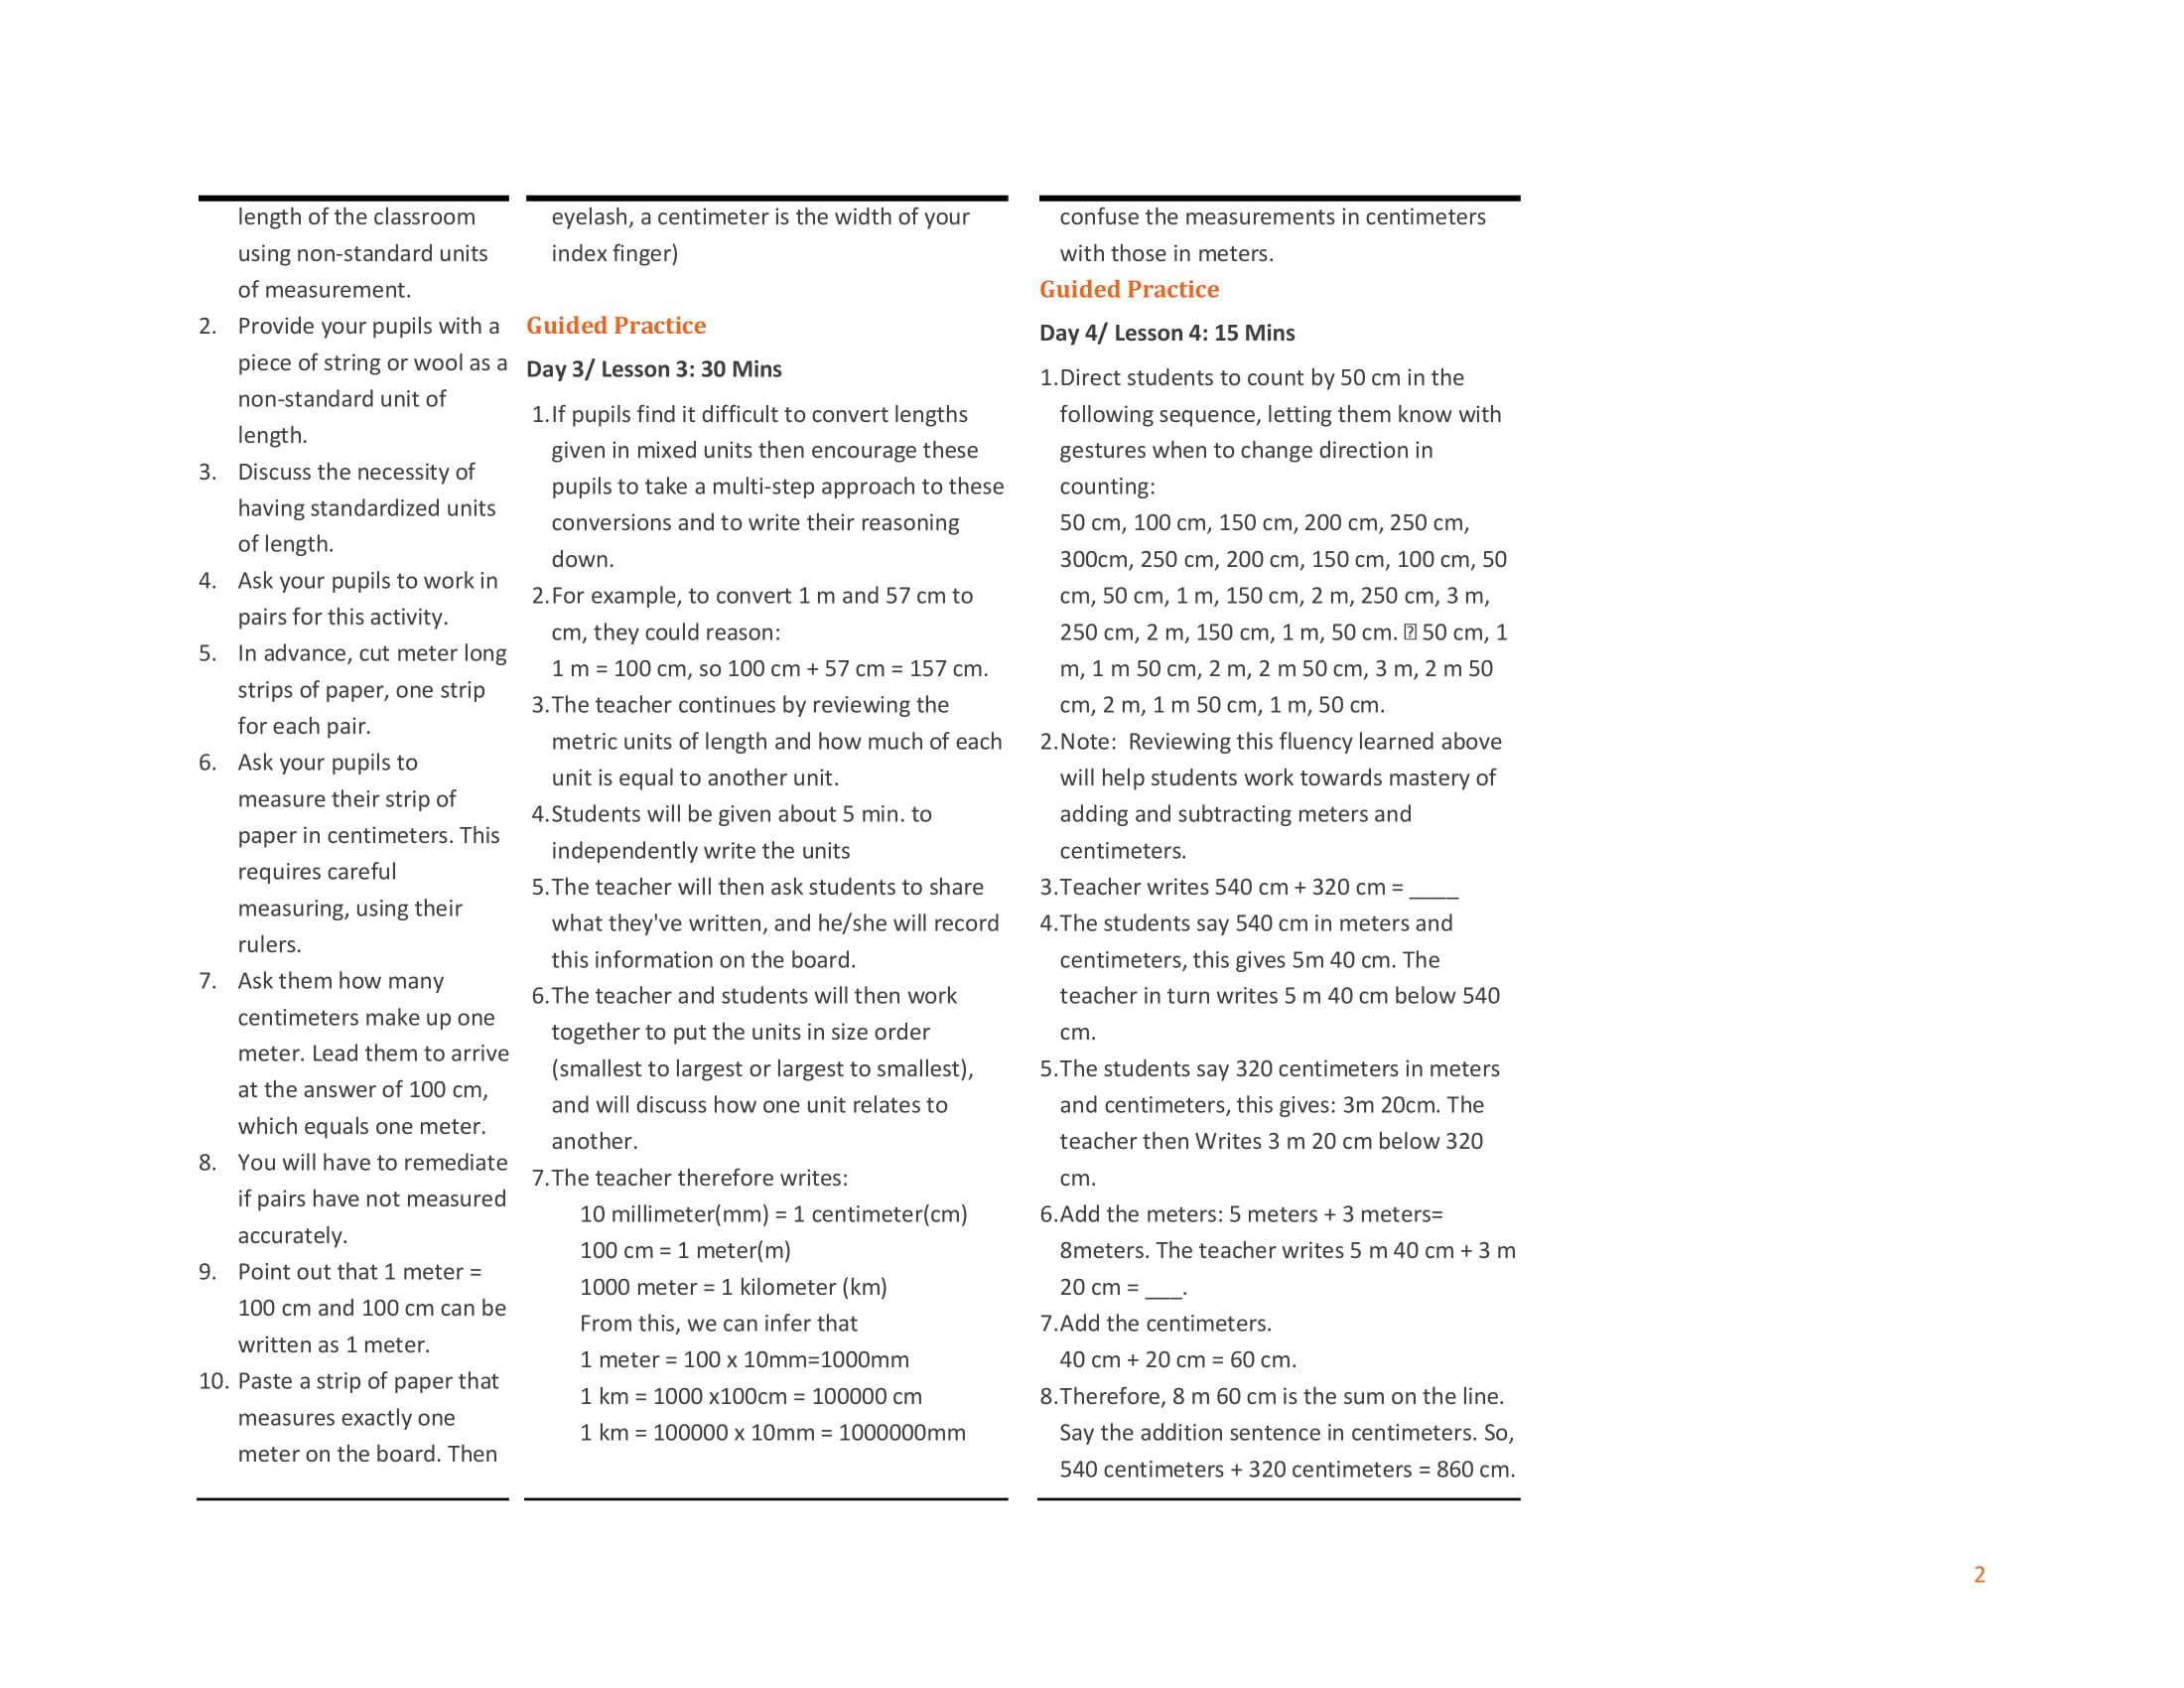 length of the classroom
using non-standard units
of measurement.
2. Provide your pupils with a
piece of string or wool as a
non-standard unit of
length.
3. Discuss the necessity of
having standardized units
of length.
4. Ask your pupils to work in
pairs for this activity.
5. In advance, cut meter long
strips of paper, one strip
for each pair.
6. Ask your pupils to
measure their strip of
paper in centimeters. This
requires careful
measuring, using their
rulers.
7. Ask them how many
centimeters make up one
meter. Lead them to arrive
at the answer of 100 cm,
which equals one meter.
8. You will have to remediate
if pairs have not measured
accurately.
9. Point out that 1 meter =
100 cm and 100 cm can be
written as 1 meter.
10. Paste a strip of paper that
measures exactly one
meter on the board. Then
eyelash, a centimeter is the width of your
index finger)
Guided Practice
Day 3/ Lesson 3: 30 Mins
1.If pupils find it difficult to convert lengths
given in mixed units then encourage these
pupils to take a multi-step approach to these
conversions and to write their reasoning
down.
2.For example, to convert 1 m and 57 cm to
cm, they could reason:
1 m = 100 cm, so 100 cm + 57 cm = 157 cm.
3.The teacher continues by reviewing the
metric units of length and how much of each
unit is equal to another unit.
4.Students will be given about 5 min. to
independently write the units
5.The teacher will then ask students to share
what they've written, and he/she will record
this information on the board.
6.The teacher and students will then work
together to put the units in size order
(smallest to largest or largest to smallest),
and will discuss how one unit relates to
another.
7.The teacher therefore writes:
10 millimeter(mm) = 1 centimeter(cm)
100 cm = 1 meter(m)
1000 meter = 1 kilometer (km)
From this, we can infer that
1 meter = 100 x 10mm=1000mm
1 km = 1000 x100cm = 100000 cm
1 km = 100000 x 10mm = 1000000mm
confuse the measurements in centimeters
with those in meters.
Guided Practice
Day 4/ Lesson 4: 15 Mins
1.Direct students to count by 50 cm in the
following sequence, letting them know with
gestures when to change direction in
counting:
50 cm, 100 cm, 150 cm, 200 cm, 250 cm,
300cm, 250 cm, 200 cm, 150 cm, 100 cm, 50
cm, 50 cm, 1 m, 150 cm, 2 m, 250 cm, 3 m,
250 cm, 2 m, 150 cm, 1 m, 50 cm. 50 cm, 1
m, 1 m 50 cm, 2 m, 2 m 50 cm, 3 m, 2 m 50
cm, 2 m, 1 m 50 cm, 1 m, 50 cm.
2.Note:  Reviewing this fluency learned above
will help students work towards mastery of
adding and subtracting meters and
centimeters.
3.Teacher writes 540 cm + 320 cm = ____
4.The students say 540 cm in meters and
centimeters, this gives 5m 40 cm. The
teacher in turn writes 5 m 40 cm below 540
cm.
5.The students say 320 centimeters in meters
and centimeters, this gives: 3m 20cm. The
teacher then Writes 3 m 20 cm below 320
cm.
6.Add the meters: 5 meters + 3 meters=
8meters. The teacher writes 5 m 40 cm + 3 m
20 cm = ___.
7.Add the centimeters.
40 cm + 20 cm = 60 cm.
8.Therefore, 8 m 60 cm is the sum on the line.
Say the addition sentence in centimeters. So,
540 centimeters + 320 centimeters = 860 cm.
2